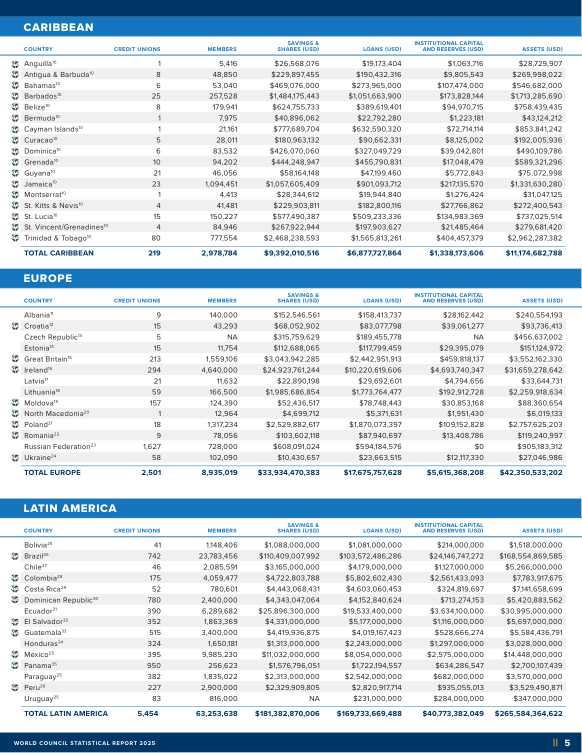 CARIBBEAN
COUNTRY CREDIT UNIONS MEMBERS SAVINGS & SHARES (USD) LOANS (USD) INSTITUTIONAL CAPITAL AND RESERVES (USD) ASSETS (USD)
Anguilla¹⁰ 1 5,416 $26,568,076 $19,173,404 $1,063,716 $28,729,907
Antigua & Barbuda¹⁰ 8 48,850 $229,897,455 $190,432,316 $9,805,543 $269,998,022
Bahamas¹⁰ 6 53,040 $469,076,000 $273,965,000 $107,474,000 $546,682,000
Barbados¹⁰ 25 257,528 $1,484,175,443 $1,051,663,900 $173,828,144 $1,713,285,690
Belize¹⁰ 8 179,941 $624,755,733 $389,619,401 $94,970,715 $758,439,435
Bermuda¹⁰ 1 7,975 $40,896,062 $22,792,280 $1,223,181 $43,124,212
Cayman Islands¹⁰ 1 21,161 $777,689,704 $632,590,320 $72,714,114 $853,841,242
Curacao¹⁰ 5 28,011 $180,963,132 $90,662,331 $8,125,002 $192,005,936
Dominica¹⁰ 6 83,532 $426,070,060 $327,049,729 $39,042,801 $490,109,786
Grenada¹⁰ 10 94,202 $444,248,947 $455,790,831 $17,048,479 $589,321,296
Guyana¹⁰ 21 46,056 $58,164,148 $47,199,460 $5,772,843 $75,072,998
Jamaica¹⁰ 23 1,094,451 $1,057,605,409 $901,093,712 $217,135,570 $1,331,630,280
Montserrat¹⁰ 1 4,413 $28,344,612 $19,944,840 $1,276,424 $31,047,125
St. Kitts & Nevis¹⁰ 4 41,481 $229,903,811 $182,800,116 $27,766,862 $272,400,543
St. Lucia¹⁰ 15 150,227 $577,490,387 $509,233,336 $134,983,369 $737,025,514
St. Vincent/Grenadines¹⁰ 4 84,946 $267,922,944 $197,903,627 $21,485,464 $279,681,420
Trinidad & Tobago¹⁰ 80 777,554 $2,468,238,593 $1,565,813,261 $404,457,379 $2,962,287,382
TOTAL CARIBBEAN 219 2,978,784 $9,392,010,516 $6,877,727,864 $1,338,173,606 $11,174,682,788
EUROPE
COUNTRY CREDIT UNIONS MEMBERS SAVINGS & SHARES (USD) LOANS (USD) INSTITUTIONAL CAPITAL AND RESERVES (USD) ASSETS (USD)
Albania¹¹ 9 140,000 $152,546,561 $158,413,737 $28,162,442 $240,554,193
Croatia¹² 15 43,293 $68,052,902 $83,077,798 $39,061,277 $93,736,413
Czech Republic¹³ 5 NA $315,759,629 $189,455,778 NA $456,637,002
Estonia¹⁴ 15 11,754 $112,688,065 $117,799,459 $29,395,079 $151,124,972
Great Britain¹⁵ 213 1,559,106 $3,043,942,285 $2,442,951,913 $459,818,137 $3,552,162,330
Ireland¹⁶ 294 4,640,000 $24,923,761,244 $10,220,619,606 $4,693,740,347 $31,659,278,642
Latvia¹⁷ 21 11,632 $22,890,198 $29,692,601 $4,794,656 $33,644,731
Lithuania¹⁸ 59 166,500 $1,985,686,854 $1,773,764,477 $192,912,728 $2,259,918,634
Moldova¹⁹ 157 124,390 $52,436,517 $78,748,443 $30,853,168 $88,360,654
North Macedonia²⁰ 1 12,964 $4,699,712 $5,371,631 $1,951,430 $6,019,133
Poland²¹ 18 1,317,234 $2,529,882,617 $1,870,073,397 $109,152,828 $2,757,625,203
Romania²² 9 78,056 $103,602,118 $87,940,697 $13,408,786 $119,240,997
Russian Federation²³ 1,627 728,000 $608,091,024 $594,184,576 $0 $905,183,312
Ukraine²⁴ 58 102,090 $10,430,657 $23,663,515 $12,117,330 $27,046,986
TOTAL EUROPE 2,501 8,935,019 $33,934,470,383 $17,675,757,628 $5,615,368,208 $42,350,533,202
LATIN AMERICA
COUNTRY CREDIT UNIONS MEMBERS SAVINGS & SHARES (USD) LOANS (USD) INSTITUTIONAL CAPITAL AND RESERVES (USD) ASSETS (USD)
Bolivia²⁵ 41 1,148,406 $1,088,000,000 $1,081,000,000 $214,000,000 $1,518,000,000
Brazil²⁶ 742 23,783,456 $110,409,007,992 $103,572,486,286 $24,146,747,272 $168,554,869,585
Chile²⁷ 46 2,085,591 $3,165,000,000 $4,179,000,000 $1,127,000,000 $5,266,000,000
Colombia²⁸ 175 4,059,477 $4,722,803,788 $5,802,602,430 $2,561,433,093 $7,783,917,675
Costa Rica²⁹ 52 780,601 $4,443,068,431 $4,603,060,453 $324,819,697 $7,141,658,699
Dominican Republic³⁰ 780 2,400,000 $4,343,047,064 $4,152,840,624 $713,274,153 $5,420,883,562
Ecuador³¹ 390 6,289,682 $25,896,300,000 $19,533,400,000 $3,634,100,000 $30,995,000,000
El Salvador³² 352 1,863,369 $4,331,000,000 $5,177,000,000 $1,116,000,000 $5,697,000,000
Guatemala³³ 515 3,400,000 $4,419,936,875 $4,019,167,423 $528,666,274 $5,584,436,791
Honduras³⁴ 324 1,650,181 $1,313,000,000 $2,243,000,000 $1,297,000,000 $3,028,000,000
Mexico²⁵ 395 9,985,230 $11,032,000,000 $8,054,000,000 $2,575,000,000 $14,448,000,000
Panama³⁵ 950 256,623 $1,576,796,051 $1,722,194,557 $634,286,547 $2,700,107,439
Paraguay²⁵ 382 1,835,022 $2,313,000,000 $2,542,000,000 $682,000,000 $3,570,000,000
Peru³⁶ 227 2,900,000 $2,329,909,805 $2,820,917,714 $935,055,013 $3,529,490,871
Uruguay²⁵ 83 816,000 NA $231,000,000 $284,000,000 $347,000,000
TOTAL LATIN AMERICA 5,454 63,253,638 $181,382,870,006 $169,733,669,488 $40,773,382,049 $265,584,364,622
WORLD COUNCIL STATISTICAL REPORT 2025 || 5